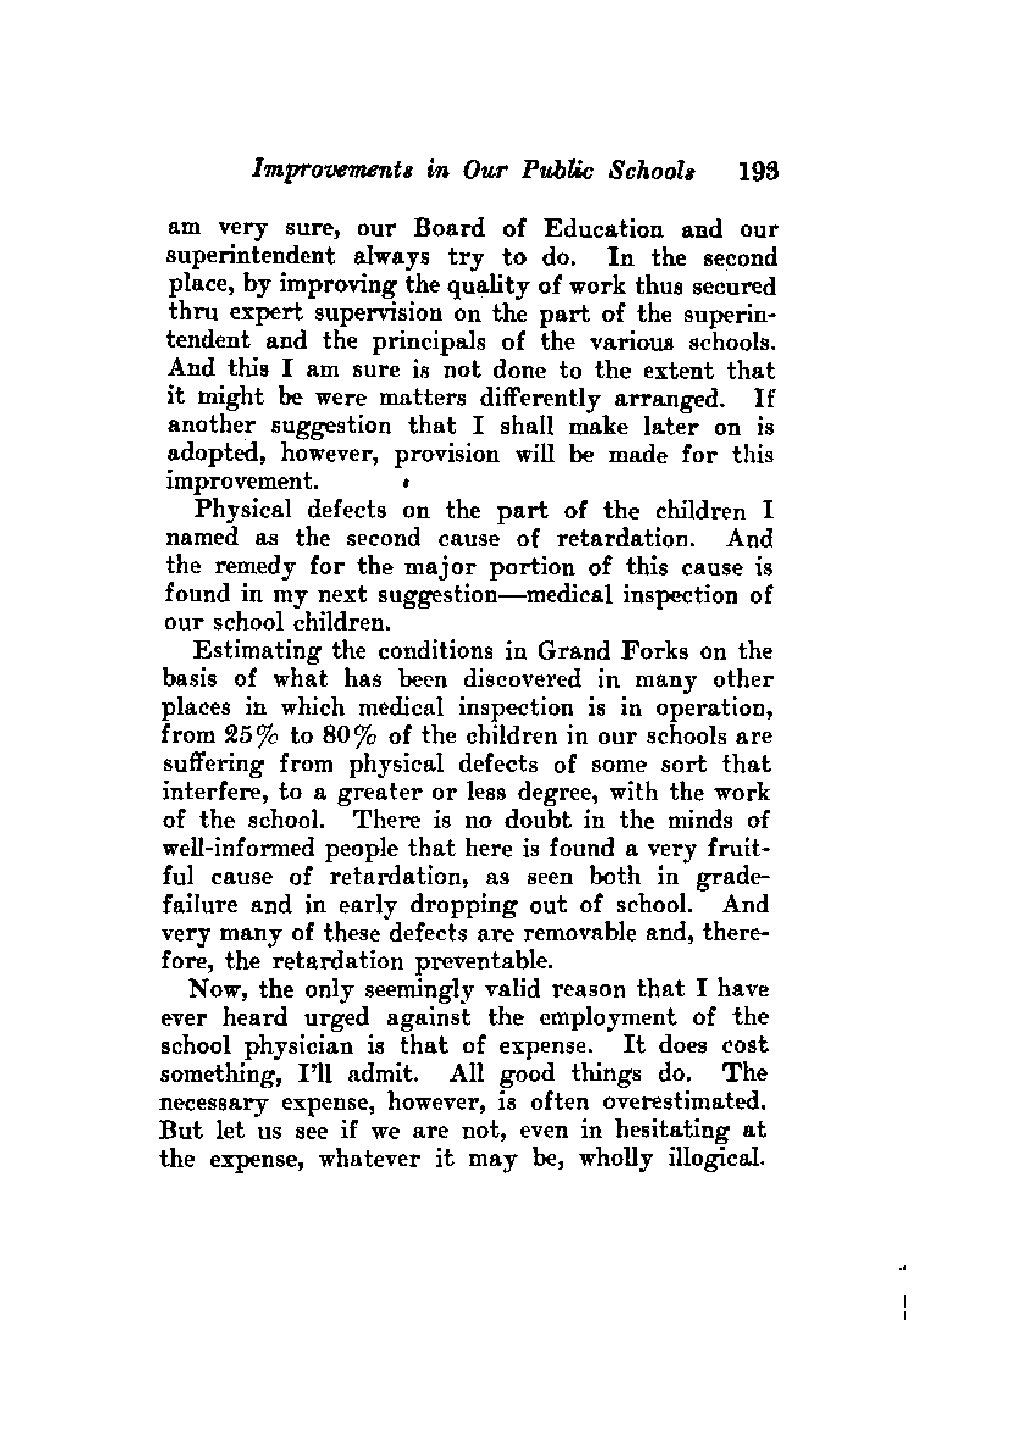 Improvements in Our Public Schools 193
am very sure, our Board of Education and our
superintendent always try to do. In the second
place, by improving the quality of work thus secured
thru expert supervision on the part of the superin-
tendent and the principals of the various schools.
And this I am sure is not done to the extent that
it might be were matters differently arranged. If
another suggestion that I shall make later on is
adopted, however, provision will be made for this
improvement.
Physical defects on the part of the children I
named as the second cause of retardation. And
the remedy for the major portion of this cause is
found in my next suggestion—medical inspection of
our school children.
Estimating the conditions in Grand Forks on the
basis of what has been discovered in many other
places in which medical inspection is in operation,
from 25% to 80% of the children in our schools are
suffering from physical defects of some sort that
interfere, to a greater or less degree, with the work
of the school. There is no doubt in the minds of
well-informed people that here is found a very fruit-
ful cause of retardation, as seen both in grade-
failure and in early dropping out of school. And
very many of these defects are removable and, there-
fore, the retardation preventable.
Now, the only seemingly valid reason that I have
ever heard urged against the employment of the
school physician is that of expense. It does cost
something, I'll admit. All good things do. The
necessary expense, however, is often overestimated.
But let us see if we are not, even in hesitating at
the expense, whatever it may be, wholly illogical.